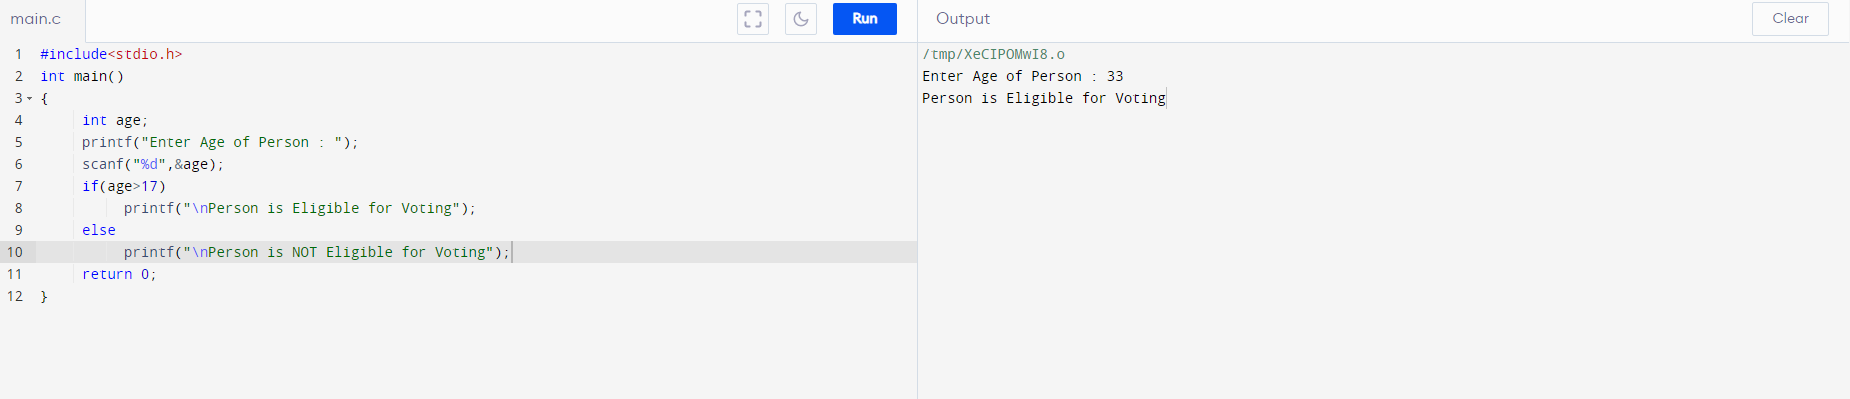 main.c Run Output Clear
1 #include<stdio.h>
2 int main()
3 {
4 int age;
5 printf("Enter Age of Person : ");
6 scanf("%d",&age);
7 if(age>17)
8 printf("\nPerson is Eligible for Voting");
9 else
10 printf("\nPerson is NOT Eligible for Voting");
11 return 0;
12 }
/tmp/XeCIPOMwI8.o
Enter Age of Person : 33
Person is Eligible for Voting